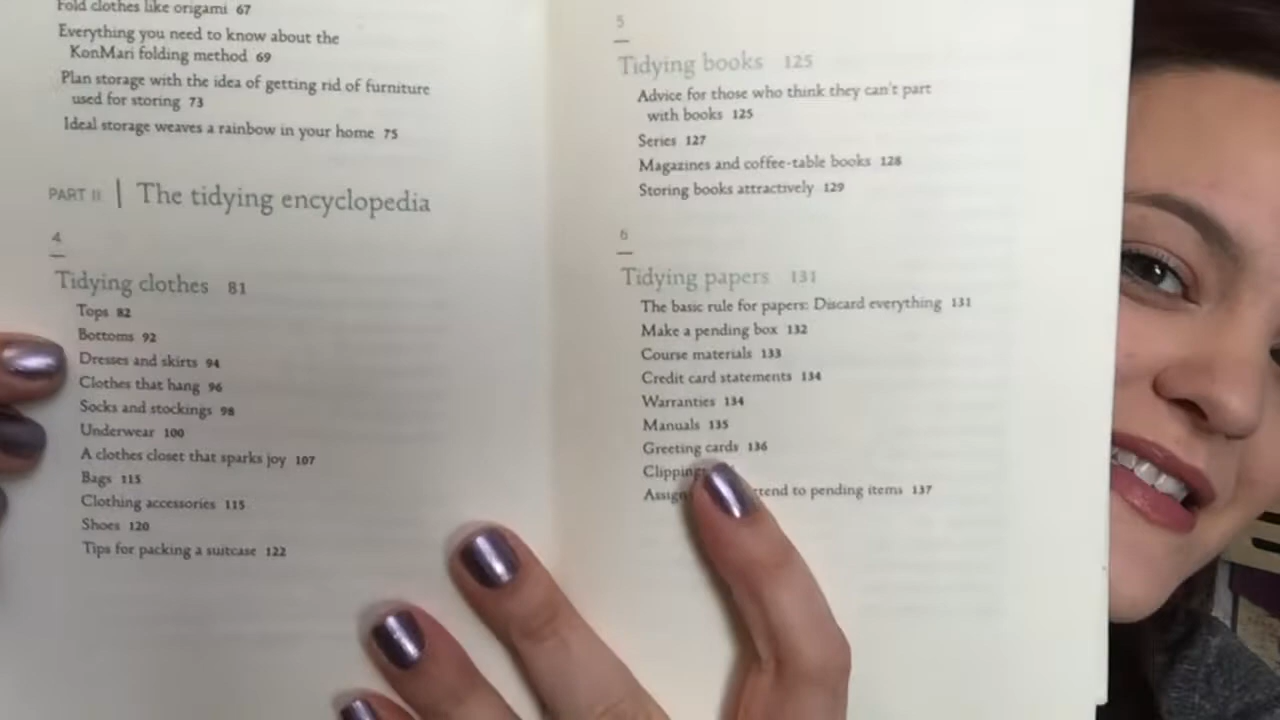 Fold clothes like origami 67
Everything you need to know about the
KonMari folding method 69
Plan storage with the idea of getting rid of furniture
used for storing 73
Ideal storage weaves a rainbow in your home 75
PART II | The tidying encyclopedia
4
Tidying clothes 81
Tops 82
Bottoms 92
Dresses and skirts 94
Clothes that hang 96
Socks and stockings 98
Underwear 100
A clothes closet that sparks joy 107
Bags 115
Clothing accessories 115
Shoes 120
Tips for packing a suitcase 122
5
Tidying books 125
Advice for those who think they can't part
with books 125
Series 127
Magazines and coffee-table books 128
Storing books attractively 129
6
Tidying papers 131
The basic rule for papers: Discard everything 131
Make a pending box 132
Course materials 133
Credit card statements 134
Warranties 134
Manuals 135
Greeting cards 136
to pending items 137